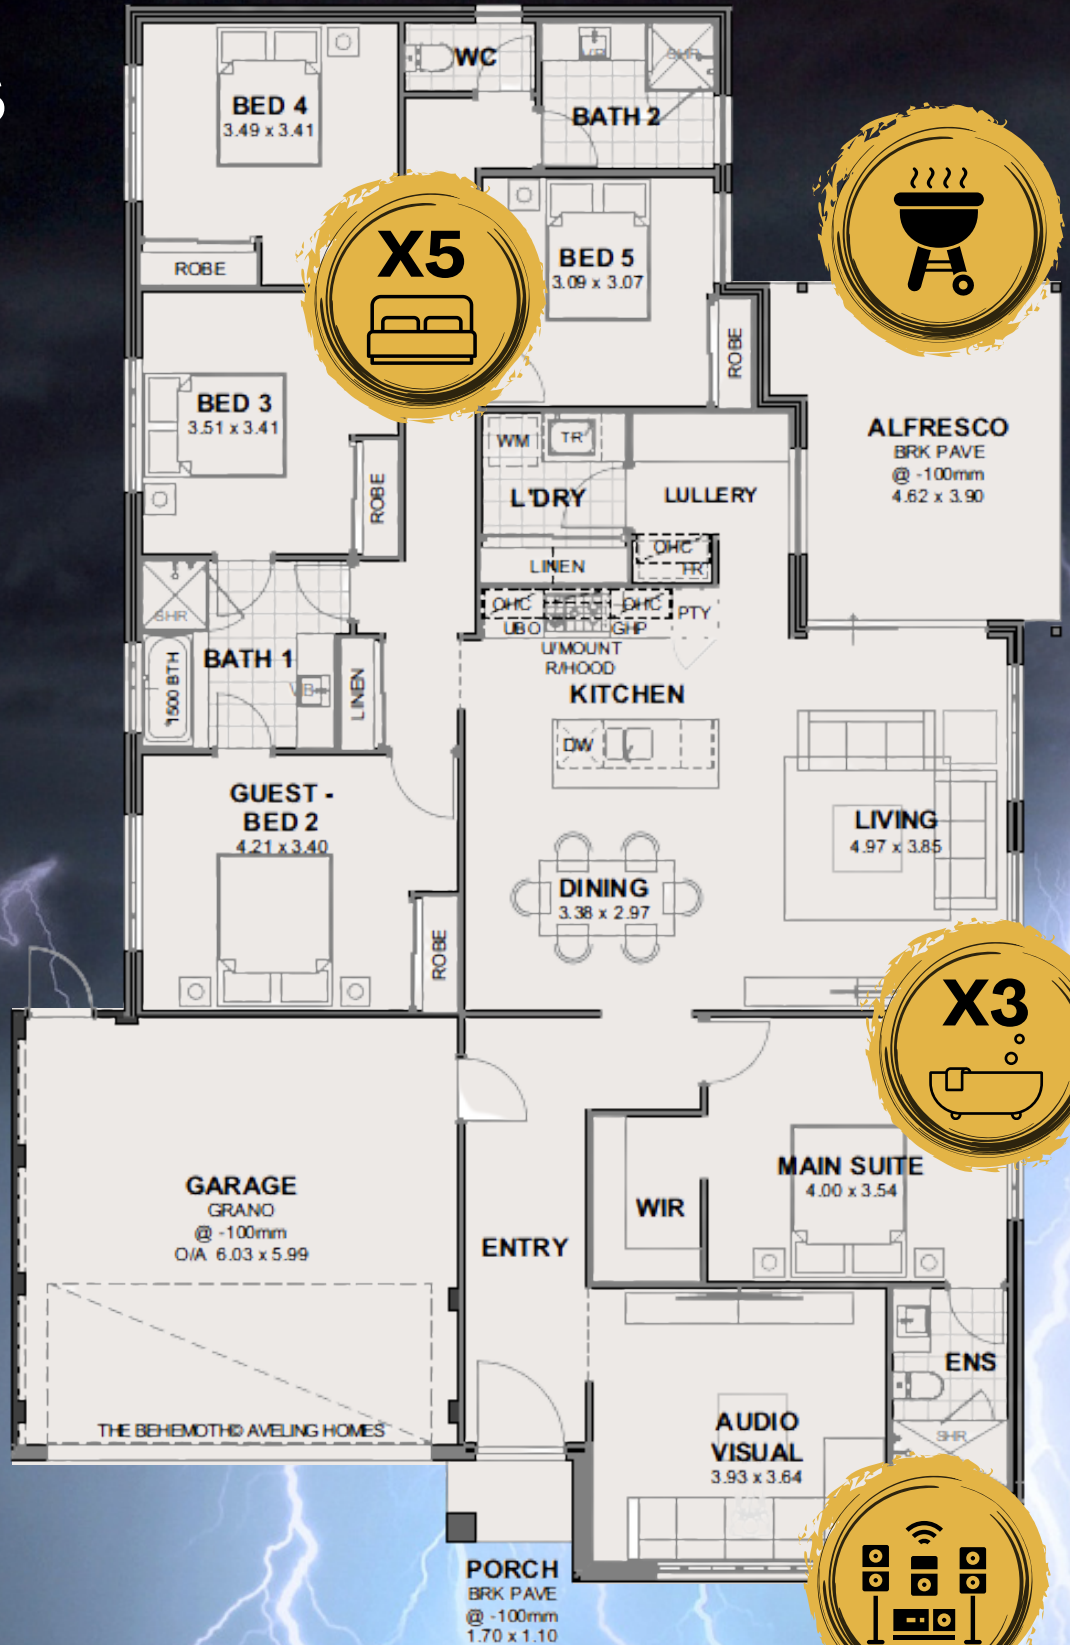 S
WC
BED 4
3.49 x 3.41
BATH 2
SHR
ROBE
X5
BED 5
3.09 x 3.07
ROBE
BED 3
3.51 x 3.41
ROBE
ALFRESCO
BRK PAVE
@ -100mm
4.62 x 3.90
WM
TR
L'DRY
LULLERY
LINEN
OHC
FR
OHC
OHC
UBO
GHP
PTY
U/MOUNT
R/HOOD
KITCHEN
SHR
BATH 1
1500 BTH
VB
LINEN
DW
GUEST -
BED 2
4.21 x 3.40
LIVING
4.97 x 3.85
DINING
3.38 x 2.97
ROBE
X3
GARAGE
GRANO
@ -100mm
O/A 6.03 x 5.99
MAIN SUITE
4.00 x 3.54
WIR
ENTRY
ENS
SHR
AUDIO
VISUAL
3.93 x 3.64
THE BEHEMOTH© AVELING HOMES
PORCH
BRK PAVE
@ -100mm
1.70 x 1.10